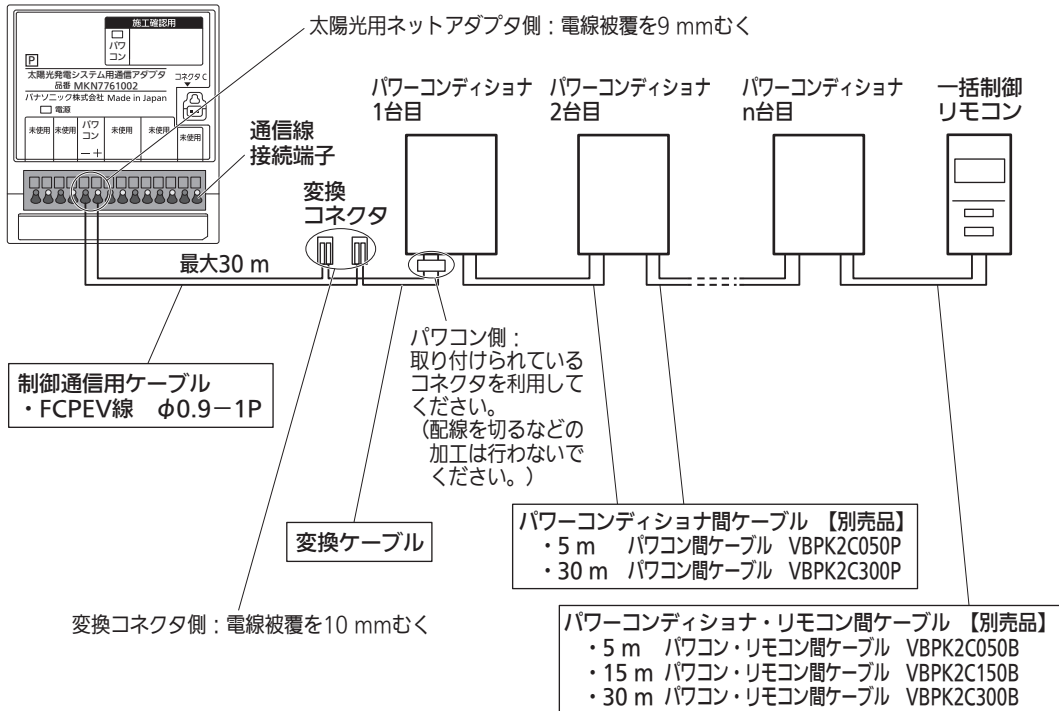 施工確認用
パワ
コン
P
太陽光発電システム用通信アダプタ
品番 MKN7761002
コネクタC
パナソニック株式会社 Made in Japan
電源
未使用 未使用 パワ
コン
－＋ 未使用 未使用 未使用
太陽光用ネットアダプタ側：電線被覆を9 mmむく
通信線
接続端子
変換
コネクタ
パワーコンディショナ
1台目
パワーコンディショナ
2台目
パワーコンディショナ
n台目
一括制御
リモコン
最大30 m
制御通信用ケーブル
・FCPEV線 φ0.9－1P
パワコン側：
取り付けられている
コネクタを利用して
ください。
（配線を切るなどの
加工は行わないで
ください。）
変換ケーブル
変換コネクタ側：電線被覆を10 mmむく
パワーコンディショナ間ケーブル 【別売品】
・5 m パワコン間ケーブル VBPK2C050P
・30 m パワコン間ケーブル VBPK2C300P
パワーコンディショナ・リモコン間ケーブル 【別売品】
・5 m パワコン・リモコン間ケーブル VBPK2C050B
・15 m パワコン・リモコン間ケーブル VBPK2C150B
・30 m パワコン・リモコン間ケーブル VBPK2C300B